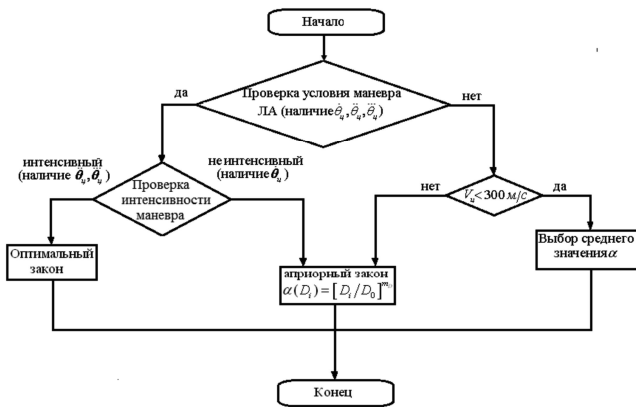 Начало
Проверка условия маневра
ЛА (наличие θ̇ц, θ̈ц, θ⃛ц)
да
нет
интенсивный
(наличие θ̇ц, θ̈ц)
не интенсивный
(наличие θ̇ц)
Проверка
интенсивности
маневра
нет
Vц<300 м/с
да
Оптимальный
закон
априорный закон
α(Di)=[Di/D0]^m
Выбор среднего
значения α
Конец